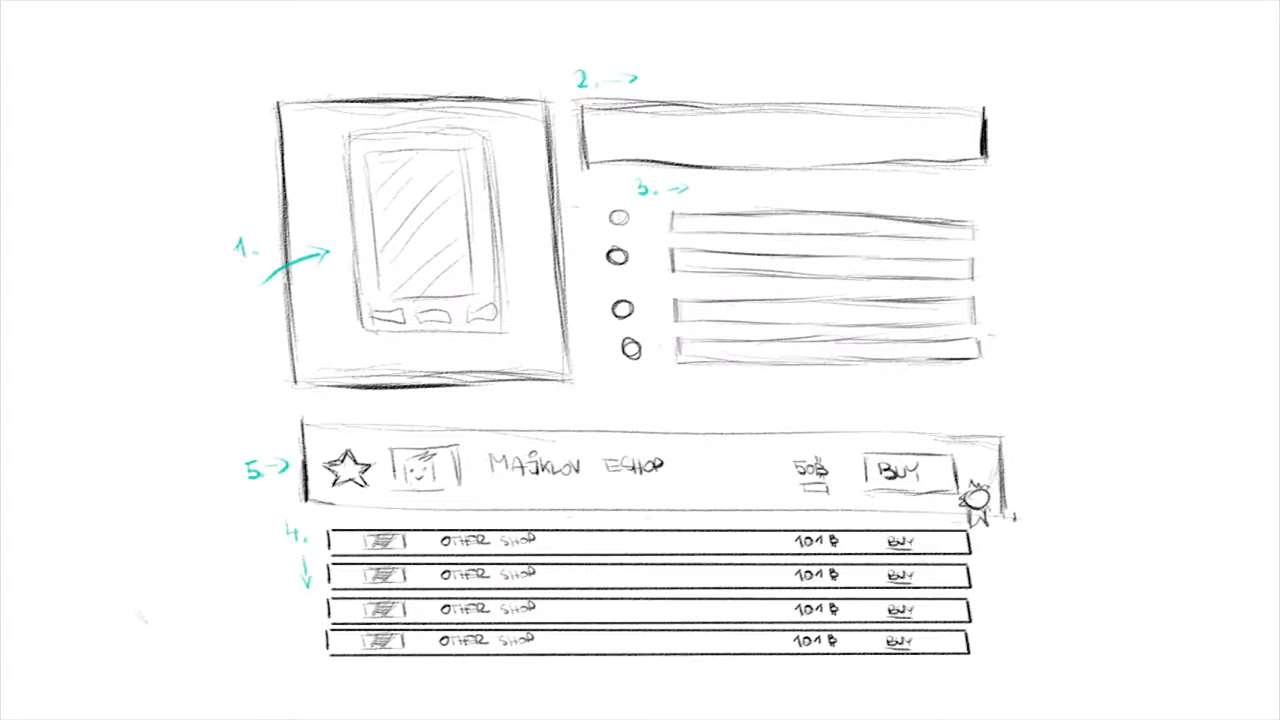 2. →
3. →
1.
5. → MAJKLOV ESHOP 50฿ BUY
4.
OTHER SHOP 101 ฿ BUY
OTHER SHOP 101 ฿ BUY
OTHER SHOP 101 ฿ BUY
OTHER SHOP 101 ฿ BUY